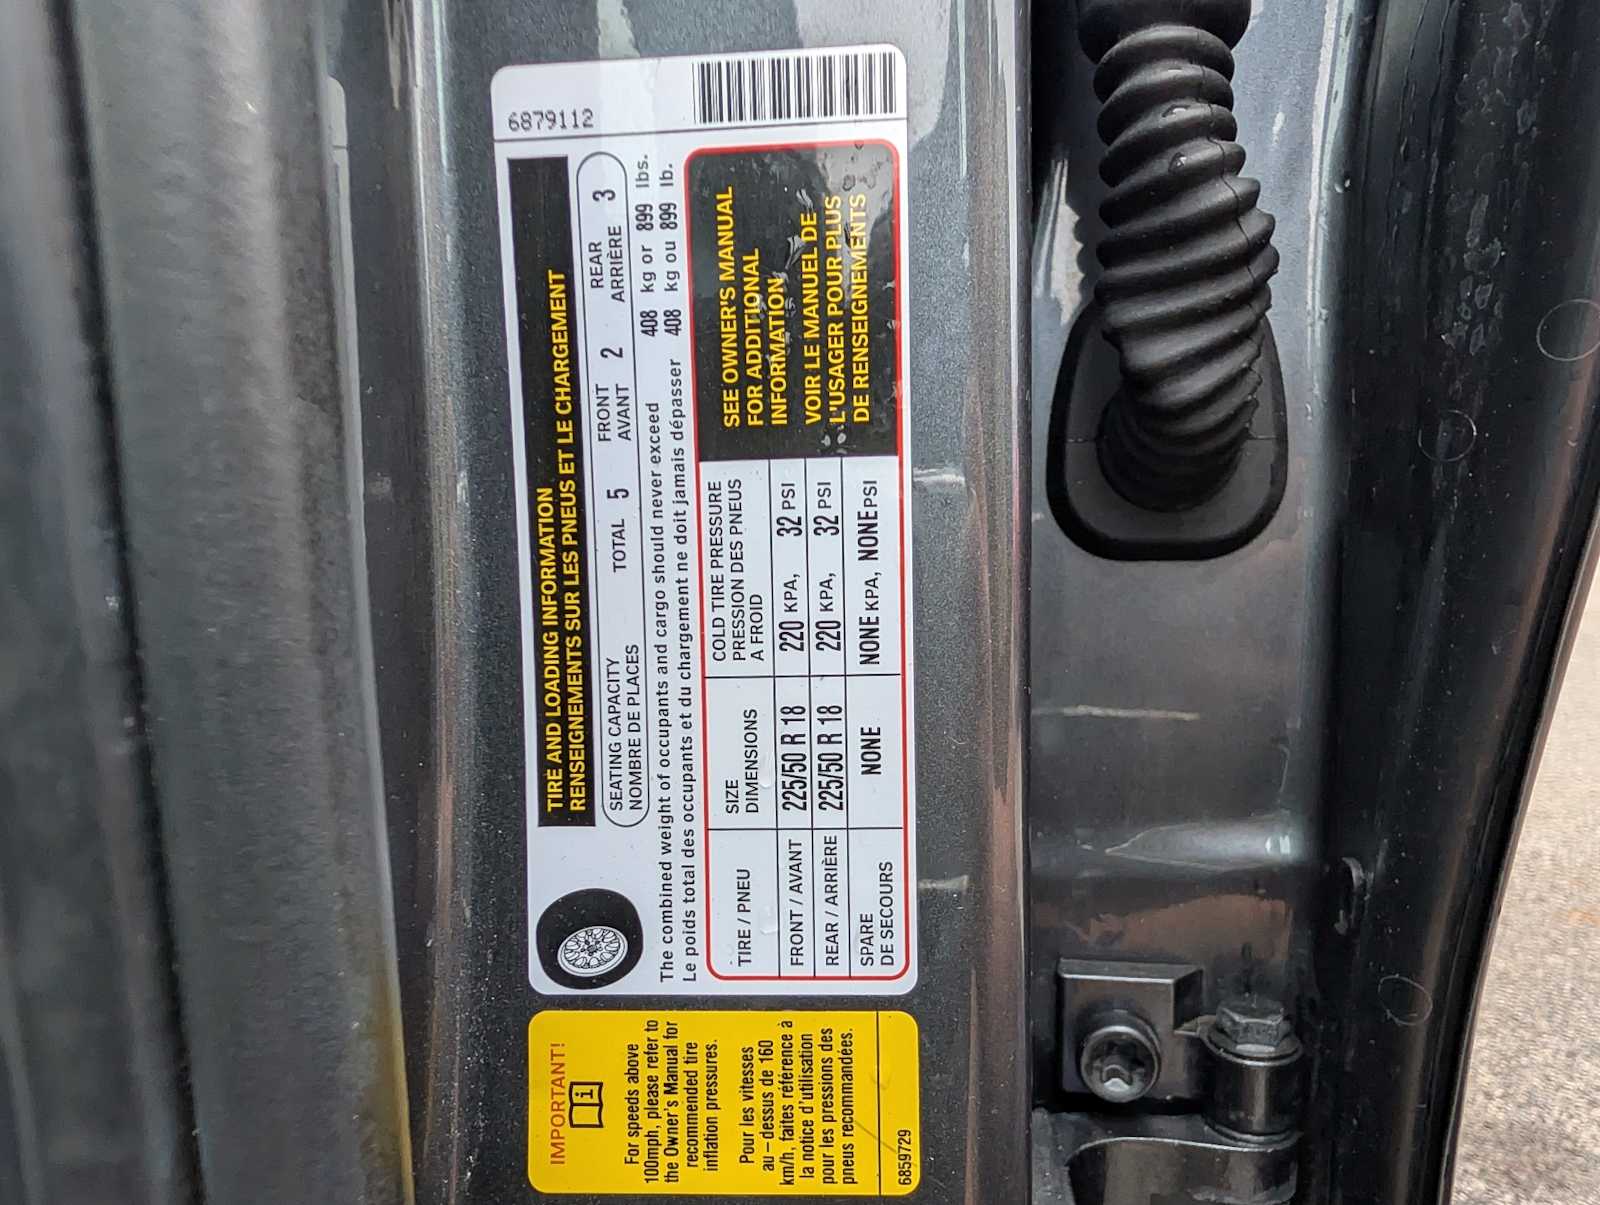 6879112
TIRE AND LOADING INFORMATION
RENSEIGNEMENTS SUR LES PNEUS ET LE CHARGEMENT
SEATING CAPACITY
NOMBRE DE PLACES
TOTAL 5
FRONT
AVANT 2
REAR
ARRIÈRE 3
The combined weight of occupants and cargo should never exceed 408 kg or 899 lbs.
Le poids total des occupants et du chargement ne doit jamais dépasser 408 kg ou 899 lb.
TIRE / PNEU
SIZE
DIMENSIONS
COLD TIRE PRESSURE
PRESSION DES PNEUS
A FROID
FRONT / AVANT 225/50 R 18 220 KPA, 32 PSI
REAR / ARRIÈRE 225/50 R 18 220 KPA, 32 PSI
SPARE
DE SECOURS
NONE NONE KPA, NONE PSI
SEE OWNER'S MANUAL
FOR ADDITIONAL
INFORMATION
VOIR LE MANUEL DE
L'USAGER POUR PLUS
DE RENSEIGNEMENTS
IMPORTANT!
i
For speeds above
100mph, please refer to
the Owner's Manual for
recommended tire
inflation pressures.
Pour les vitesses
au – dessus de 160
km/h, faites référence à
la notice d'utilisation
pour les pressions des
pneus recommandées.
6859729